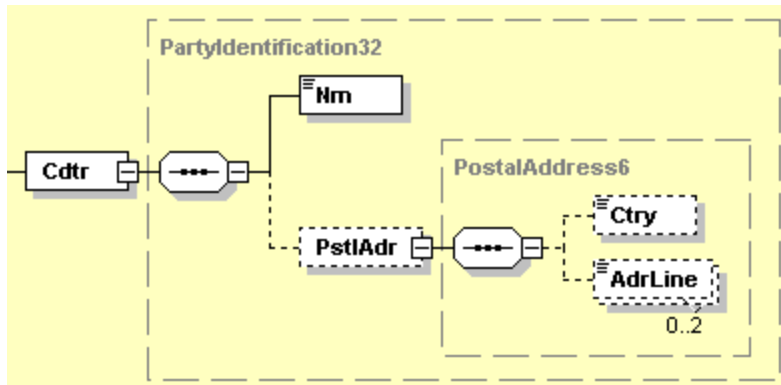 PartyIdentification32
Nm
Cdtr
PostalAddress6
Ctry
PstlAdr
AdrLine
0..2